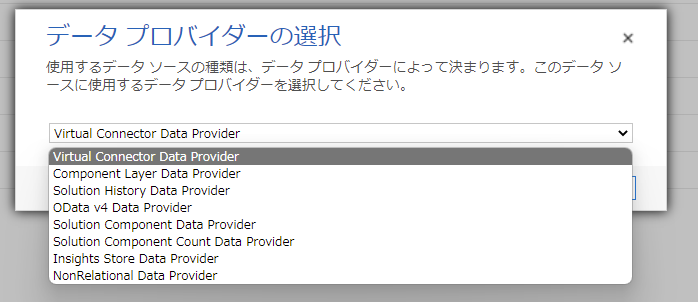 データ プロバイダーの選択
使用するデータ ソースの種類は、データ プロバイダーによって決まります。このデータ ソ
ースに使用するデータ プロバイダーを選択してください。
Virtual Connector Data Provider
Virtual Connector Data Provider
Component Layer Data Provider
Solution History Data Provider
OData v4 Data Provider
Solution Component Data Provider
Solution Component Count Data Provider
Insights Store Data Provider
NonRelational Data Provider